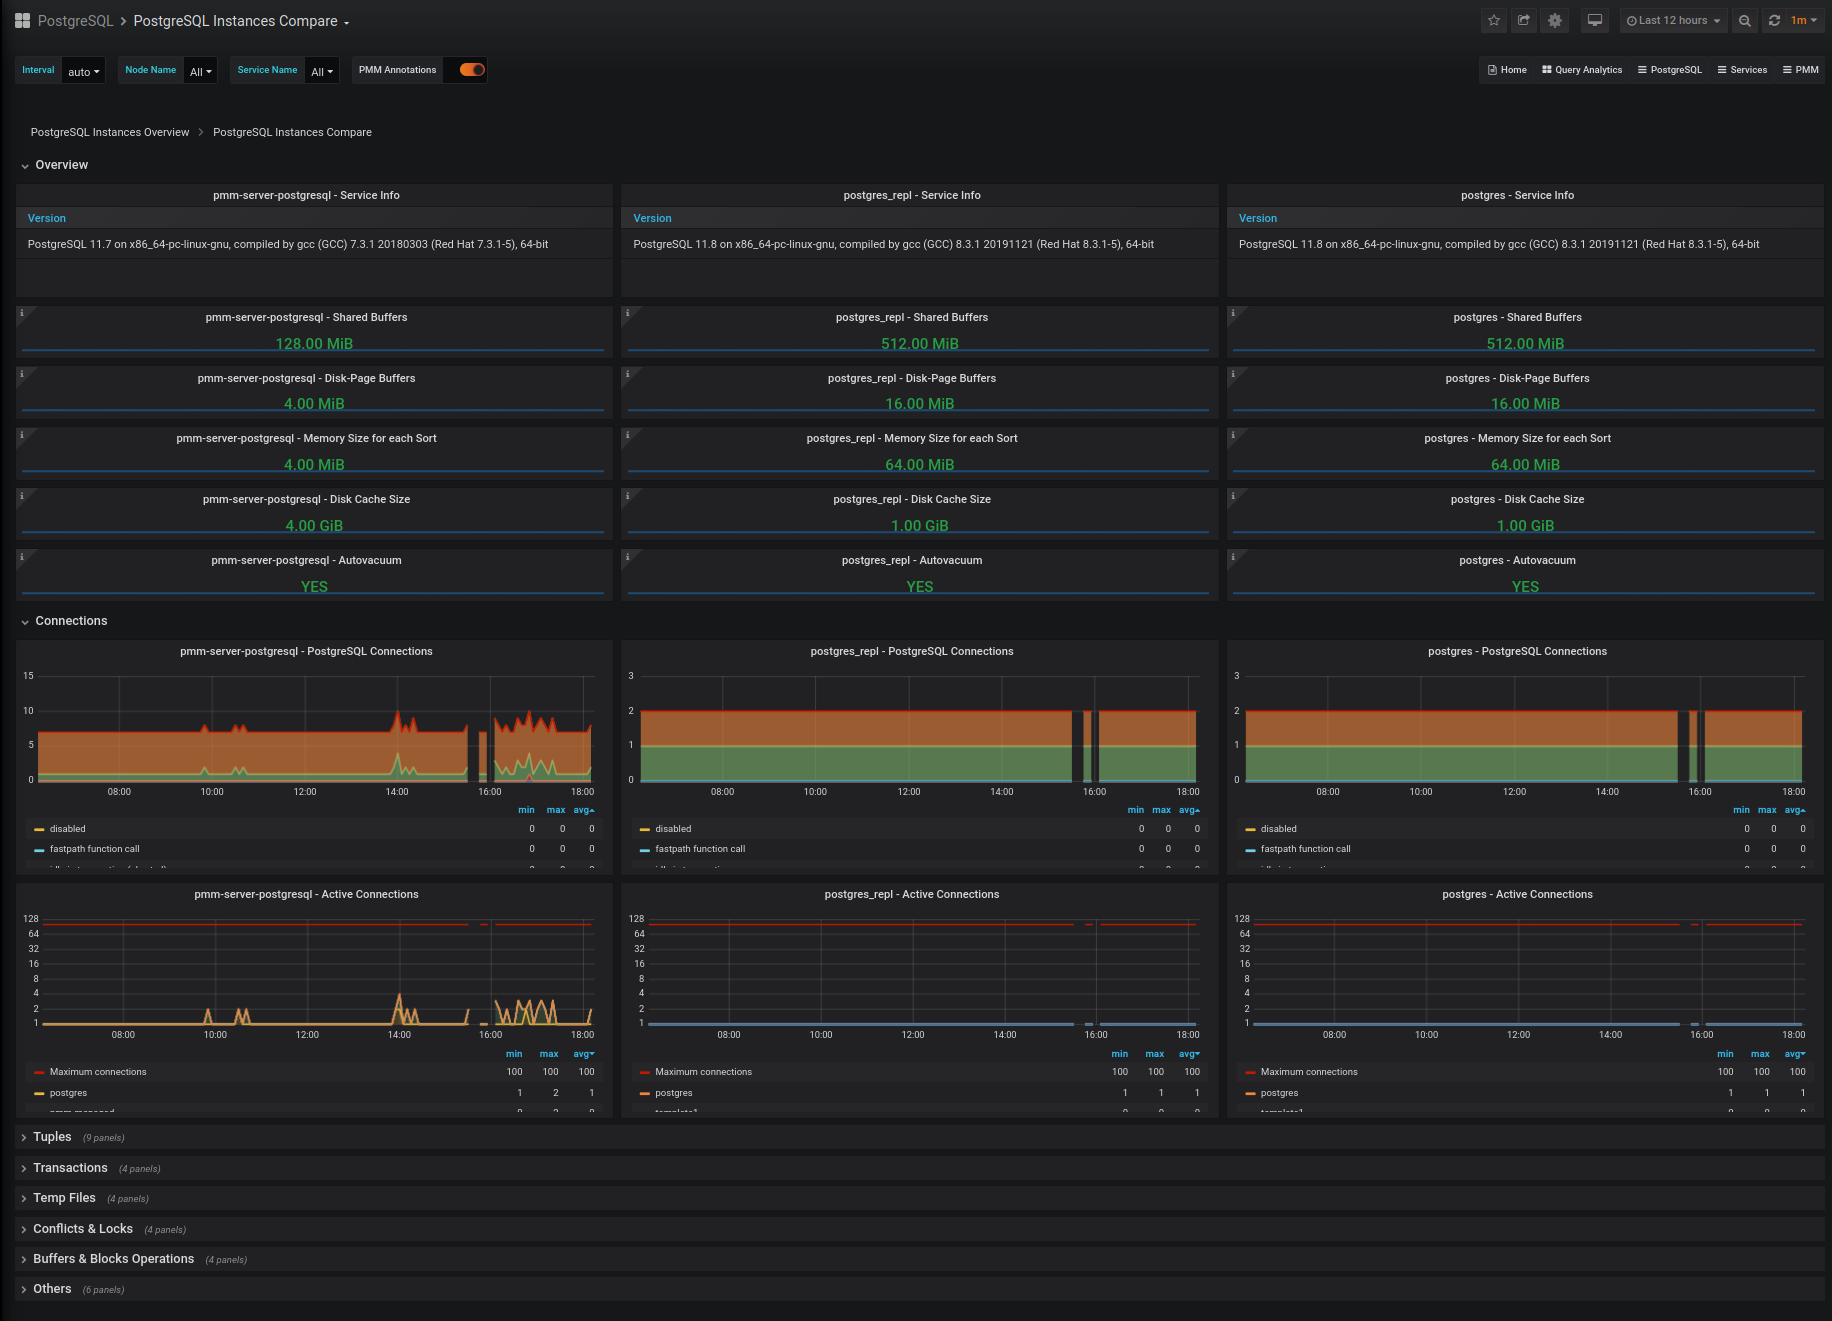 PostgreSQL > PostgreSQL Instances Compare
Last 12 hours
1m
Interval auto Node Name All Service Name All PMM Annotations
Home Query Analytics PostgreSQL Services PMM
PostgreSQL Instances Overview > PostgreSQL Instances Compare
Overview
pmm-server-postgresql - Service Info
Version
PostgreSQL 11.7 on x86_64-pc-linux-gnu, compiled by gcc (GCC) 7.3.1 20180303 (Red Hat 7.3.1-5), 64-bit
postgres_repl - Service Info
Version
PostgreSQL 11.8 on x86_64-pc-linux-gnu, compiled by gcc (GCC) 8.3.1 20191121 (Red Hat 8.3.1-5), 64-bit
postgres - Service Info
Version
PostgreSQL 11.8 on x86_64-pc-linux-gnu, compiled by gcc (GCC) 8.3.1 20191121 (Red Hat 8.3.1-5), 64-bit
pmm-server-postgresql - Shared Buffers
128.00 MiB
postgres_repl - Shared Buffers
512.00 MiB
postgres - Shared Buffers
512.00 MiB
pmm-server-postgresql - Disk-Page Buffers
4.00 MiB
postgres_repl - Disk-Page Buffers
16.00 MiB
postgres - Disk-Page Buffers
16.00 MiB
pmm-server-postgresql - Memory Size for each Sort
4.00 MiB
postgres_repl - Memory Size for each Sort
64.00 MiB
postgres - Memory Size for each Sort
64.00 MiB
pmm-server-postgresql - Disk Cache Size
4.00 GiB
postgres_repl - Disk Cache Size
1.00 GiB
postgres - Disk Cache Size
1.00 GiB
pmm-server-postgresql - Autovacuum
YES
postgres_repl - Autovacuum
YES
postgres - Autovacuum
YES
Connections
pmm-server-postgresql - PostgreSQL Connections
15
10
5
0
08:00 10:00 12:00 14:00 16:00 18:00
min max avg
disabled 0 0 0
fastpath function call 0 0 0
postgres_repl - PostgreSQL Connections
3
2
1
0
08:00 10:00 12:00 14:00 16:00 18:00
min max avg
disabled 0 0 0
fastpath function call 0 0 0
postgres - PostgreSQL Connections
3
2
1
0
08:00 10:00 12:00 14:00 16:00 18:00
min max avg
disabled 0 0 0
fastpath function call 0 0 0
pmm-server-postgresql - Active Connections
128
64
32
16
8
4
2
1
08:00 10:00 12:00 14:00 16:00 18:00
min max avg
Maximum connections 100 100 100
postgres 1 2 1
postgres_repl - Active Connections
128
64
32
16
8
4
2
1
08:00 10:00 12:00 14:00 16:00 18:00
min max avg
Maximum connections 100 100 100
postgres 1 1 1
postgres - Active Connections
128
64
32
16
8
4
2
1
08:00 10:00 12:00 14:00 16:00 18:00
min max avg
Maximum connections 100 100 100
postgres 1 1 1
Tuples (9 panels)
Transactions (4 panels)
Temp Files (4 panels)
Conflicts & Locks (4 panels)
Buffers & Blocks Operations (4 panels)
Others (6 panels)